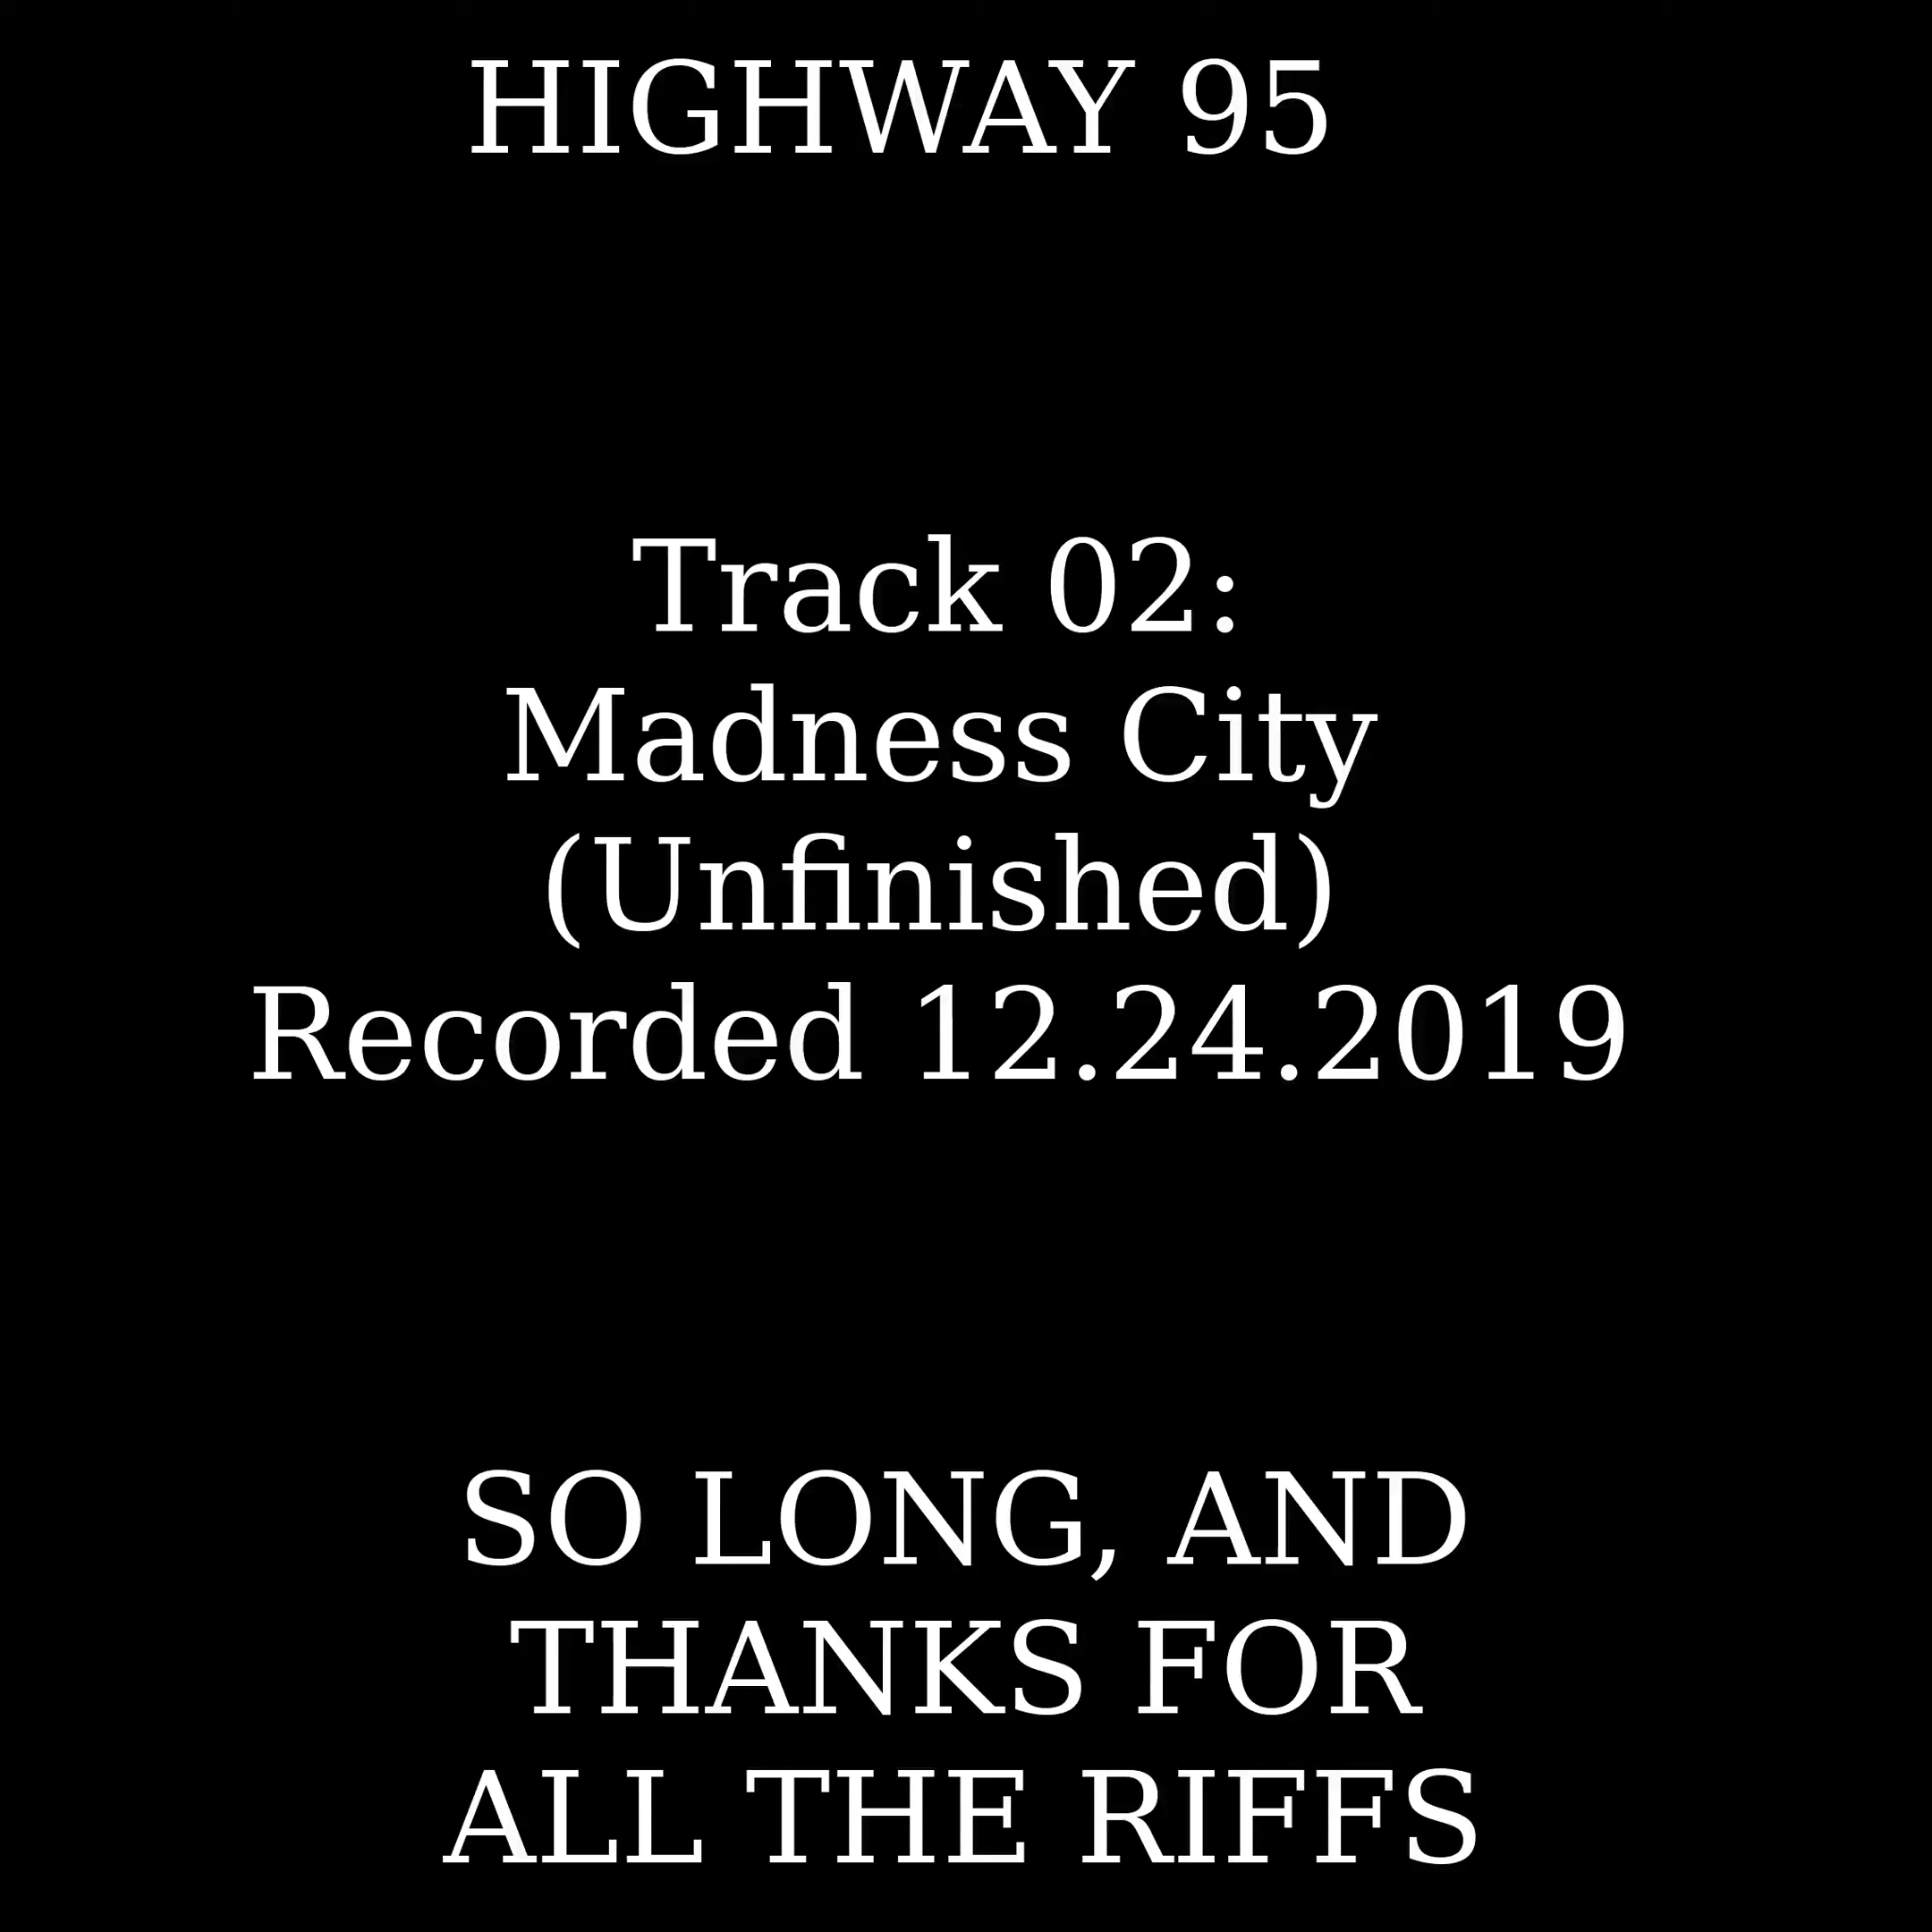 HIGHWAY 95
Track 02:
Madness City
(Unfinished)
Recorded 12.24.2019
SO LONG, AND
THANKS FOR
ALL THE RIFFS